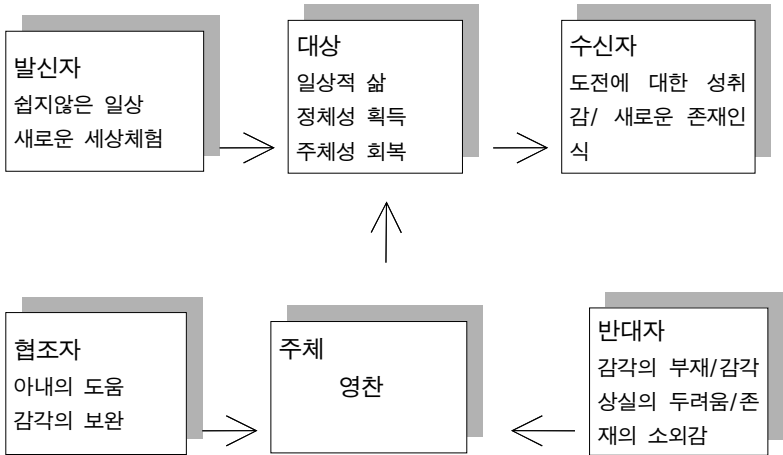 발신자
쉽지않은 일상
새로운 세상체험
대상
일상적 삶
정체성 획득
주체성 회복
수신자
도전에 대한 성취
감/ 새로운 존재인
식
협조자
아내의 도움
감각의 보완
주체
영찬
반대자
감각의 부재/감각
상실의 두려움/존
재의 소외감